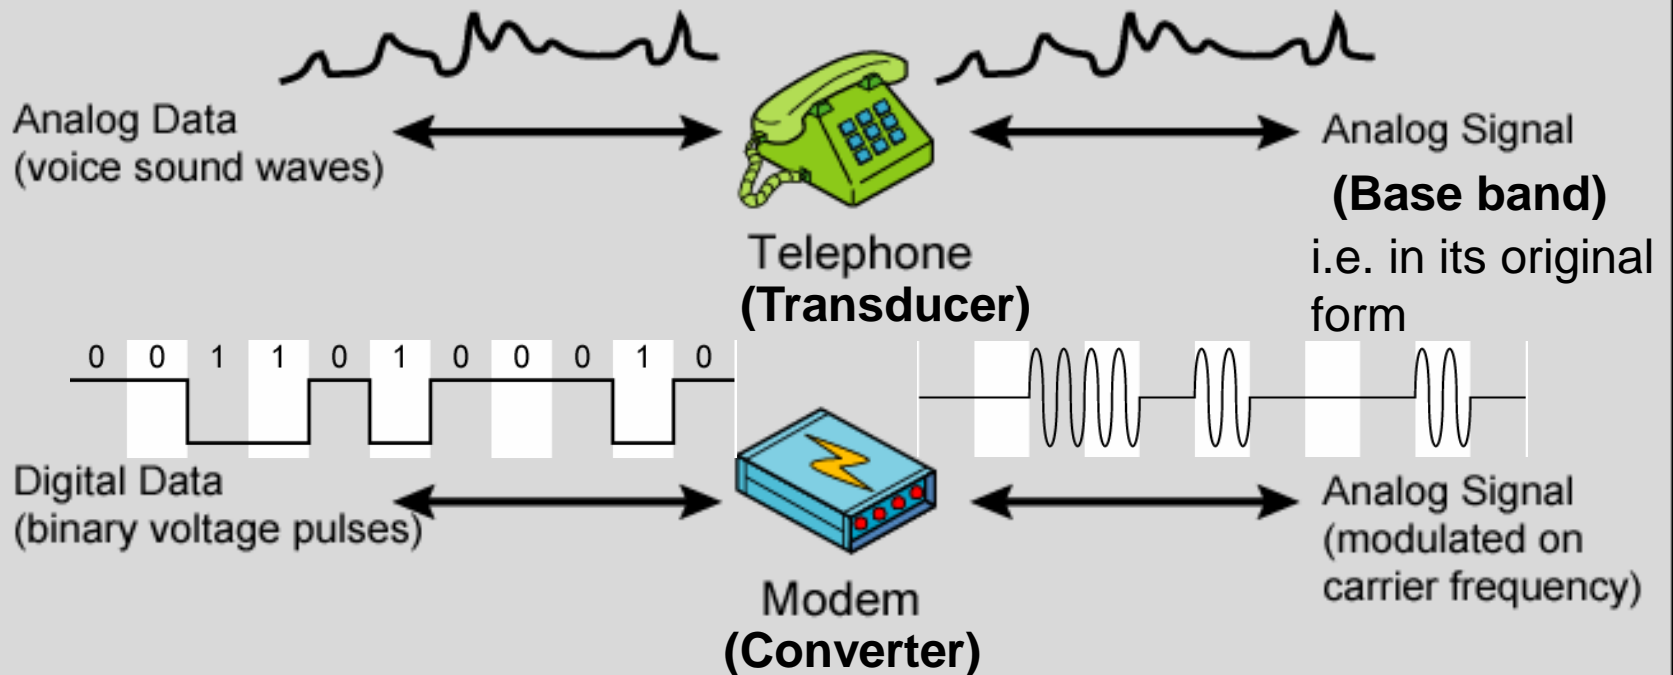 Analog Data
(voice sound waves)
Analog Signal
(Base band)
i.e. in its original
form
Telephone
(Transducer)
0 0 1 1 0 1 0 0 0 1 0
Digital Data
(binary voltage pulses)
Analog Signal
(modulated on
carrier frequency)
Modem
(Converter)